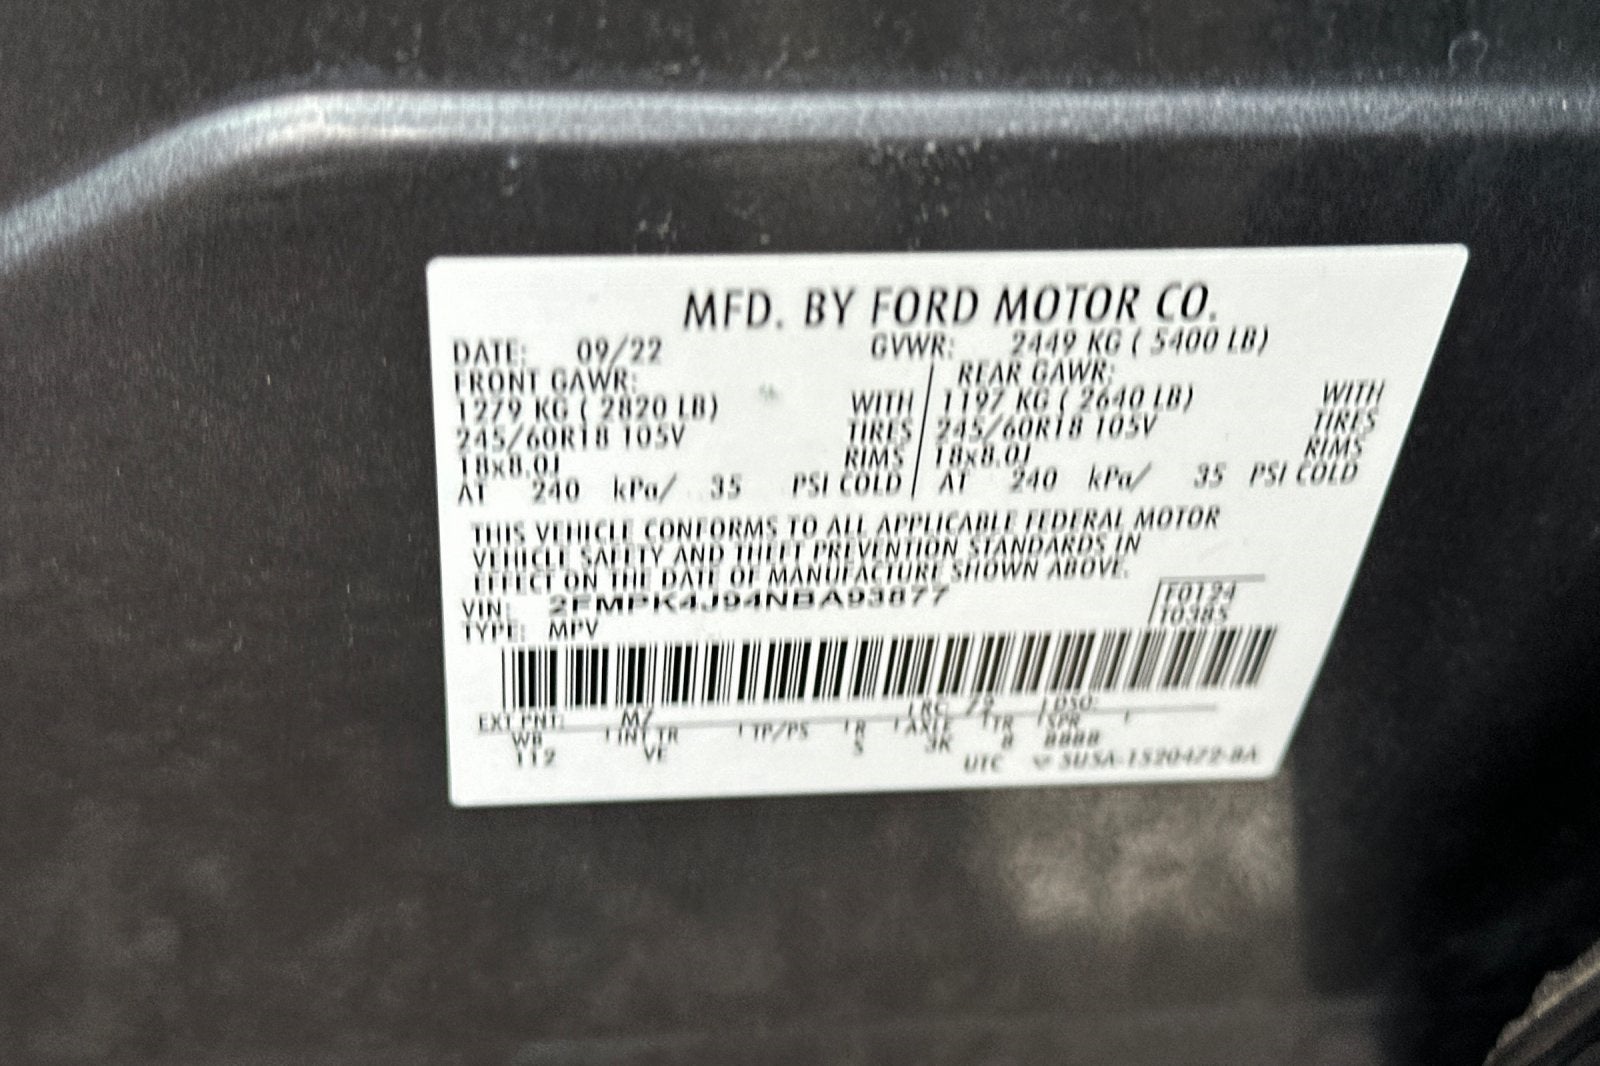 MFD. BY FORD MOTOR CO.
DATE: 09/22 GVWR: 2449 KG ( 5400 LB)
FRONT GAWR: REAR GAWR:
1279 KG ( 2820 LB) WITH 1197 KG ( 2640 LB) WITH
245/60R18 105V TIRES 245/60R18 105V TIRES
18x8.0J RIMS 18x8.0J RIMS
AT 240 kPa/ 35 PSI COLD AT 240 kPa/ 35 PSI COLD
THIS VEHICLE CONFORMS TO ALL APPLICABLE FEDERAL MOTOR
VEHICLE SAFETY AND THEFT PREVENTION STANDARDS IN
EFFECT ON THE DATE OF MANUFACTURE SHOWN ABOVE.
VIN: 2FMPK4J94NBA93877 F0124
TYPE: MPV T0385
EXT PNT: M7 RC: 72 DSO:
WB INT TR TP/PS R AXLE TR SPR
112 VE S 3K 8 8888
UTC